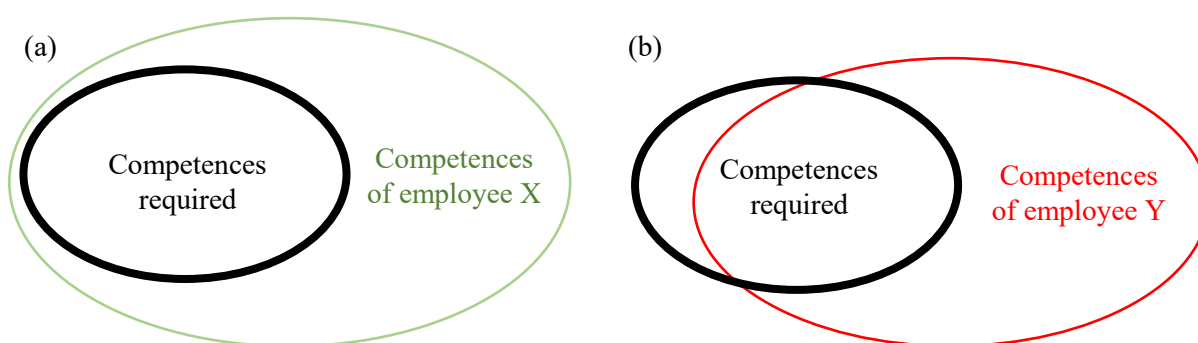 (a)
Competences
required
Competences
of employee X
(b)
Competences
required
Competences
of employee Y